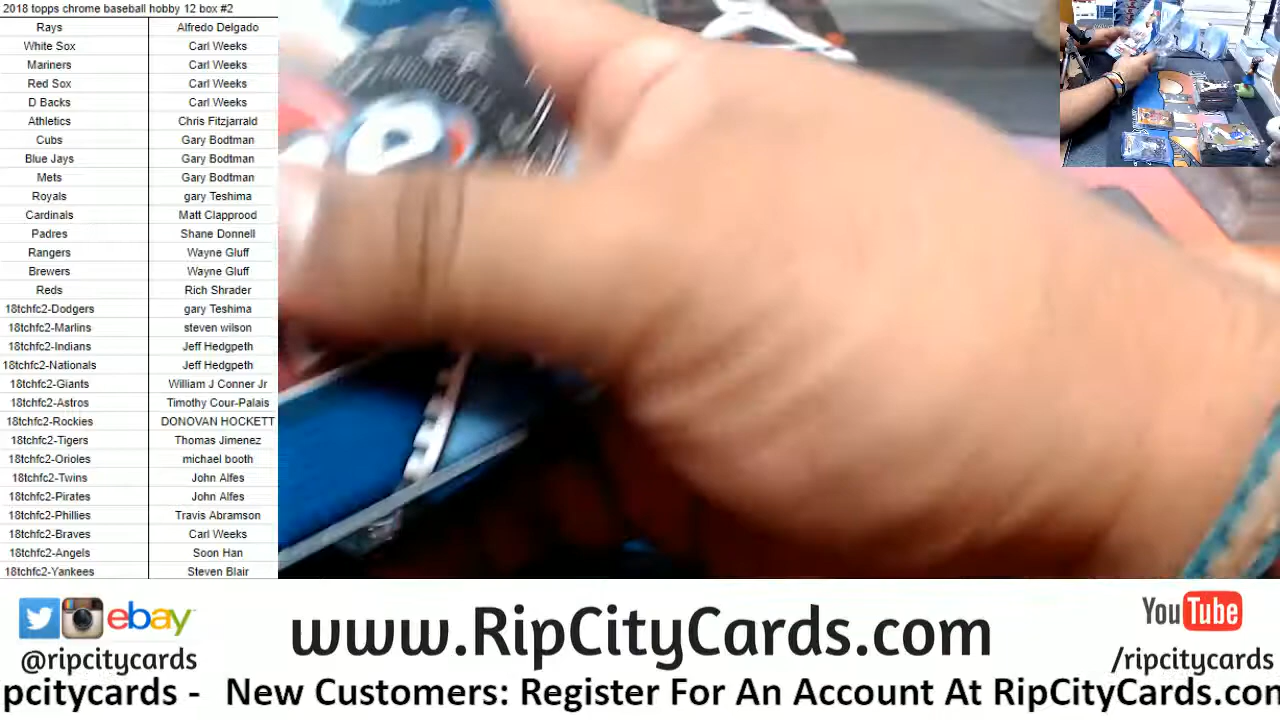 2018 topps chrome baseball hobby 12 box #2
Rays Alfredo Delgado
White Sox Carl Weeks
Mariners Carl Weeks
Red Sox Carl Weeks
D Backs Carl Weeks
Athletics Chris Fitzjarrald
Cubs Gary Bodtman
Blue Jays Gary Bodtman
Mets Gary Bodtman
Royals gary Teshima
Cardinals Matt Clapprood
Padres Shane Donnell
Rangers Wayne Gluff
Brewers Wayne Gluff
Reds Rich Shrader
18tchfc2-Dodgers gary Teshima
18tchfc2-Marlins steven wilson
18tchfc2-Indians Jeff Hedgpeth
18tchfc2-Nationals Jeff Hedgpeth
18tchfc2-Giants William J Conner Jr
18tchfc2-Astros Timothy Cour-Palais
18tchfc2-Rockies DONOVAN HOCKETT
18tchfc2-Tigers Thomas Jimenez
18tchfc2-Orioles michael booth
18tchfc2-Twins John Alfes
18tchfc2-Pirates John Alfes
18tchfc2-Phillies Travis Abramson
18tchfc2-Braves Carl Weeks
18tchfc2-Angels Soon Han
18tchfc2-Yankees Steven Blair
ebay
@ripcitycards
www.RipCityCards.com
YouTube
/ripcitycards
ipcitycards - New Customers: Register For An Account At RipCityCards.com